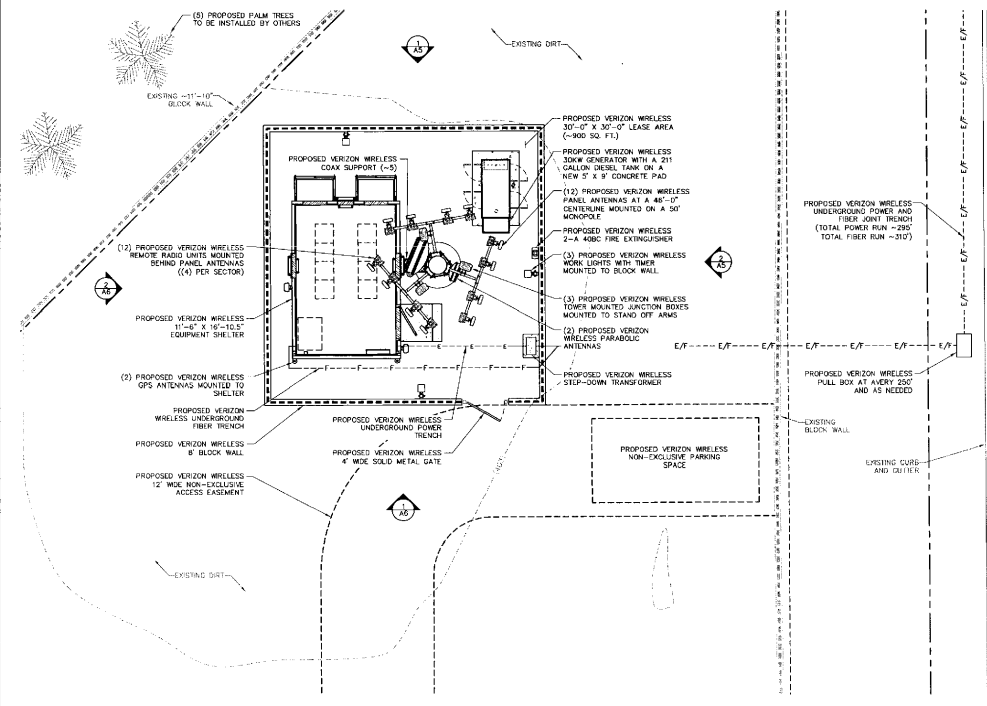 (5) PROPOSED PALM TREES
TO BE INSTALLED BY OTHERS
1
A5
EXISTING DIRT
EXISTING ~11'-10"
BLOCK WALL
PROPOSED VERIZON WIRELESS
COAX SUPPORT (~5)
PROPOSED VERIZON WIRELESS
30'-0" X 30'-0" LEASE AREA
(~900 SQ. FT.)
PROPOSED VERIZON WIRELESS
30KW GENERATOR WITH A 211
GALLON DIESEL TANK ON A
NEW 5' X 9' CONCRETE PAD
(12) PROPOSED VERIZON WIRELESS
PANEL ANTENNAS AT A 46'-0"
CENTERLINE MOUNTED ON A 50'
MONOPOLE
PROPOSED VERIZON WIRELESS
2-A 40BC FIRE EXTINGUISHER
(3) PROPOSED VERIZON WIRELESS
WORK LIGHTS WITH TIMER
MOUNTED TO BLOCK WALL
(3) PROPOSED VERIZON WIRELESS
TOWER MOUNTED JUNCTION BOXES
MOUNTED TO STAND OFF ARMS
(2) PROPOSED VERIZON
WIRELESS PARABOLIC
ANTENNAS
PROPOSED VERIZON WIRELESS
STEP-DOWN TRANSFORMER
(12) PROPOSED VERIZON WIRELESS
REMOTE RADIO UNITS MOUNTED
BEHIND PANEL ANTENNAS
((4) PER SECTOR)
2
A6
PROPOSED VERIZON WIRELESS
11'-6" X 16'-10.5"
EQUIPMENT SHELTER
(2) PROPOSED VERIZON WIRELESS
GPS ANTENNAS MOUNTED TO
SHELTER
PROPOSED VERIZON
WIRELESS UNDERGROUND
FIBER TRENCH
PROPOSED VERIZON WIRELESS
8' BLOCK WALL
PROPOSED VERIZON WIRELESS
12' WIDE NON-EXCLUSIVE
ACCESS EASEMENT
E E E
F F F F F F
PROPOSED VERIZON WIRELESS
UNDERGROUND POWER
TRENCH
PROPOSED VERIZON WIRELESS
4' WIDE SOLID METAL GATE
2
A5
PROPOSED VERIZON WIRELESS
UNDERGROUND POWER AND
FIBER JOINT TRENCH
(TOTAL POWER RUN ~295'
TOTAL FIBER RUN ~310')
E/F E/F E/F E/F E/F E/F E/F
E/F E/F E/F E/F E/F E/F E/F
PROPOSED VERIZON WIRELESS
PULL BOX AT AVERY 250'
AND AS NEEDED
EXISTING
BLOCK WALL
EXISTING CURB
AND GUTTER
PROPOSED VERIZON WIRELESS
NON-EXCLUSIVE PARKING
SPACE
1
A6
EXISTING DIRT